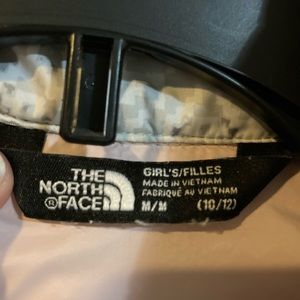 THE
NORTH
FACE
®
GIRL'S/FILLES
MADE IN VIETNAM
FABRIQUÉ AU VIETNAM
M/M (10/12)